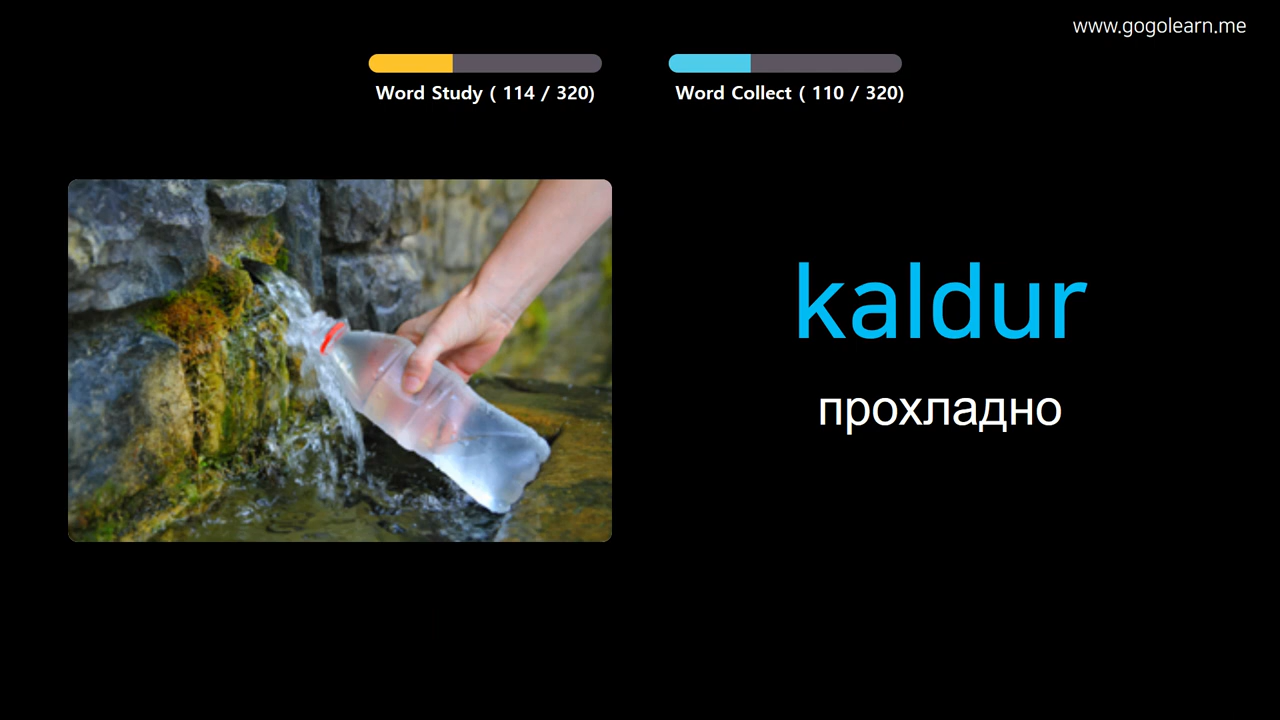 www.gogolearn.me
Word Study ( 114 / 320)
Word Collect ( 110 / 320)
kaldur
прохладно